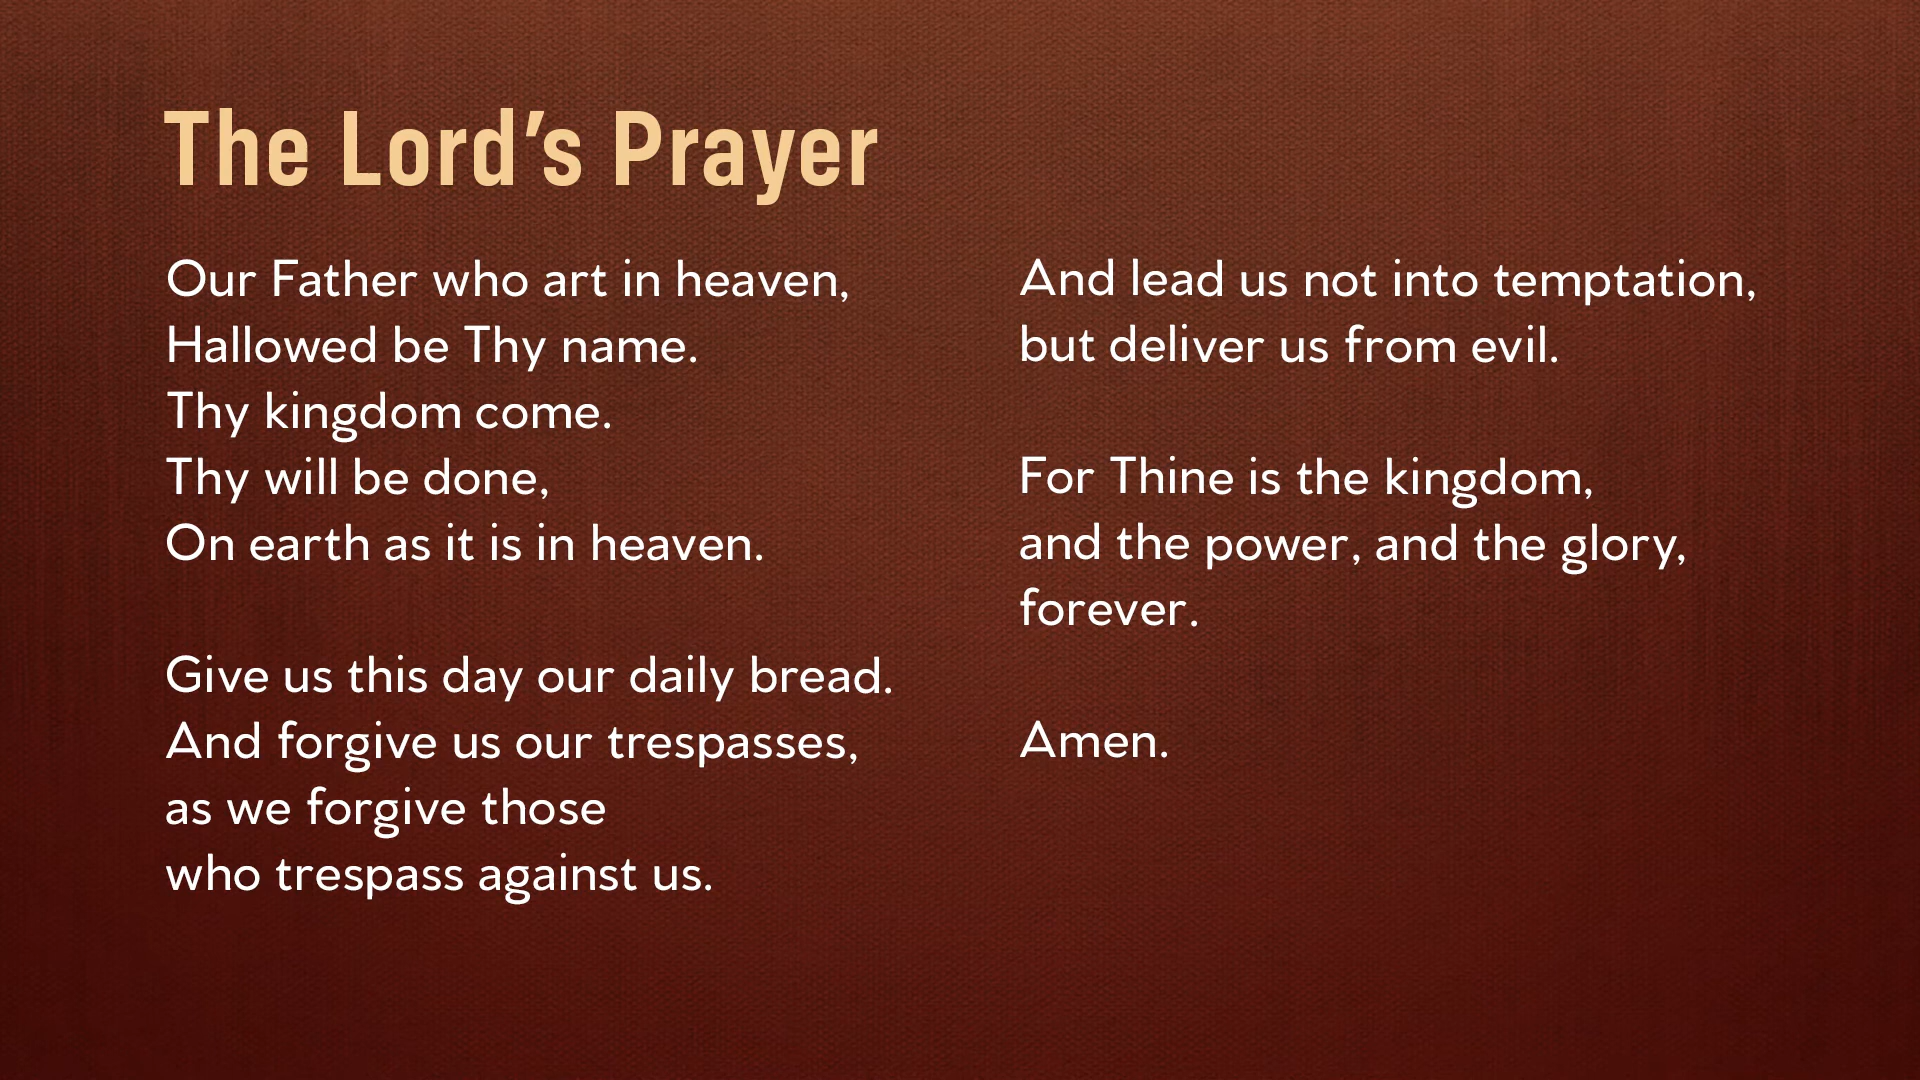 The Lord's Prayer
Our Father who art in heaven,
Hallowed be Thy name.
Thy kingdom come.
Thy will be done,
On earth as it is in heaven.
Give us this day our daily bread.
And forgive us our trespasses,
as we forgive those
who trespass against us.
And lead us not into temptation,
but deliver us from evil.
For Thine is the kingdom,
and the power, and the glory,
forever.
Amen.